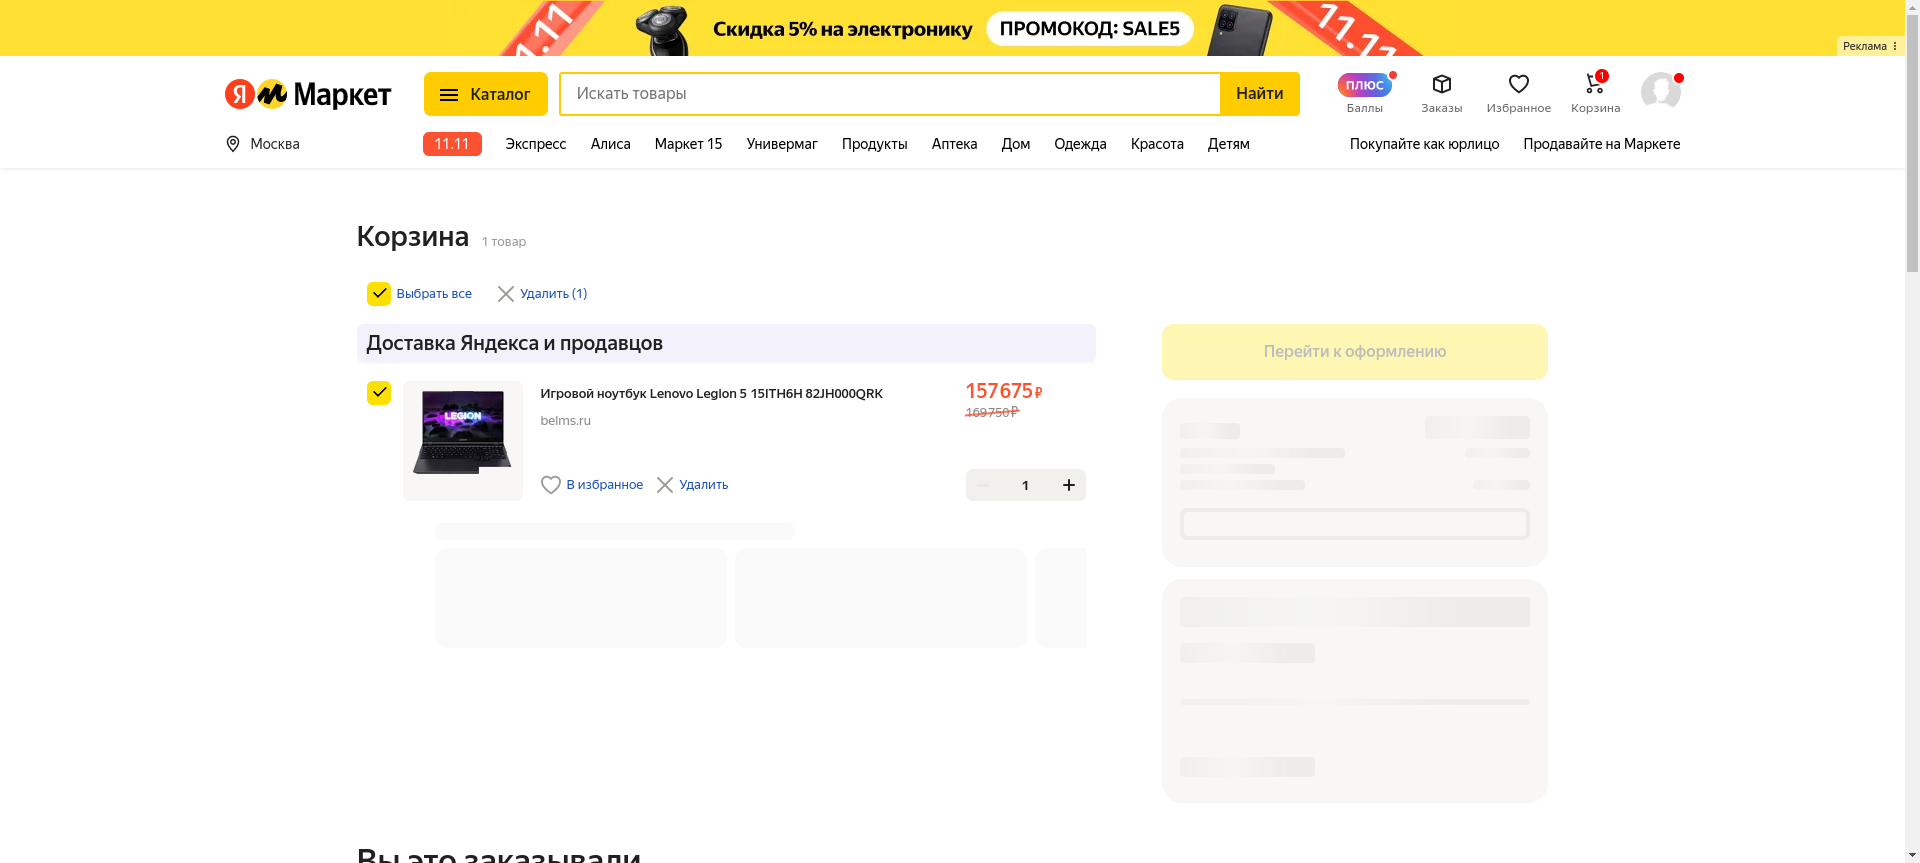 11.11
Скидка 5% на электронику
ПРОМОКОД: SALE5
11.11
Реклама
Я Маркет
Каталог
Искать товары
Найти
ПЛЮС
Баллы
Заказы
Избранное
1
Корзина
Москва
11.11
Экспресс
Алиса
Маркет 15
Универмаг
Продукты
Аптека
Дом
Одежда
Красота
Детям
Покупайте как юрлицо
Продавайте на Маркете
Корзина
1 товар
Выбрать все
Удалить (1)
Доставка Яндекса и продавцов
Перейти к оформлению
LEGION
Игровой ноутбук Lenovo Legion 5 15ITH6H 82JH000QRK
157 675 ₽
169 750 ₽
belms.ru
В избранное
Удалить
1
Вы это заказывали